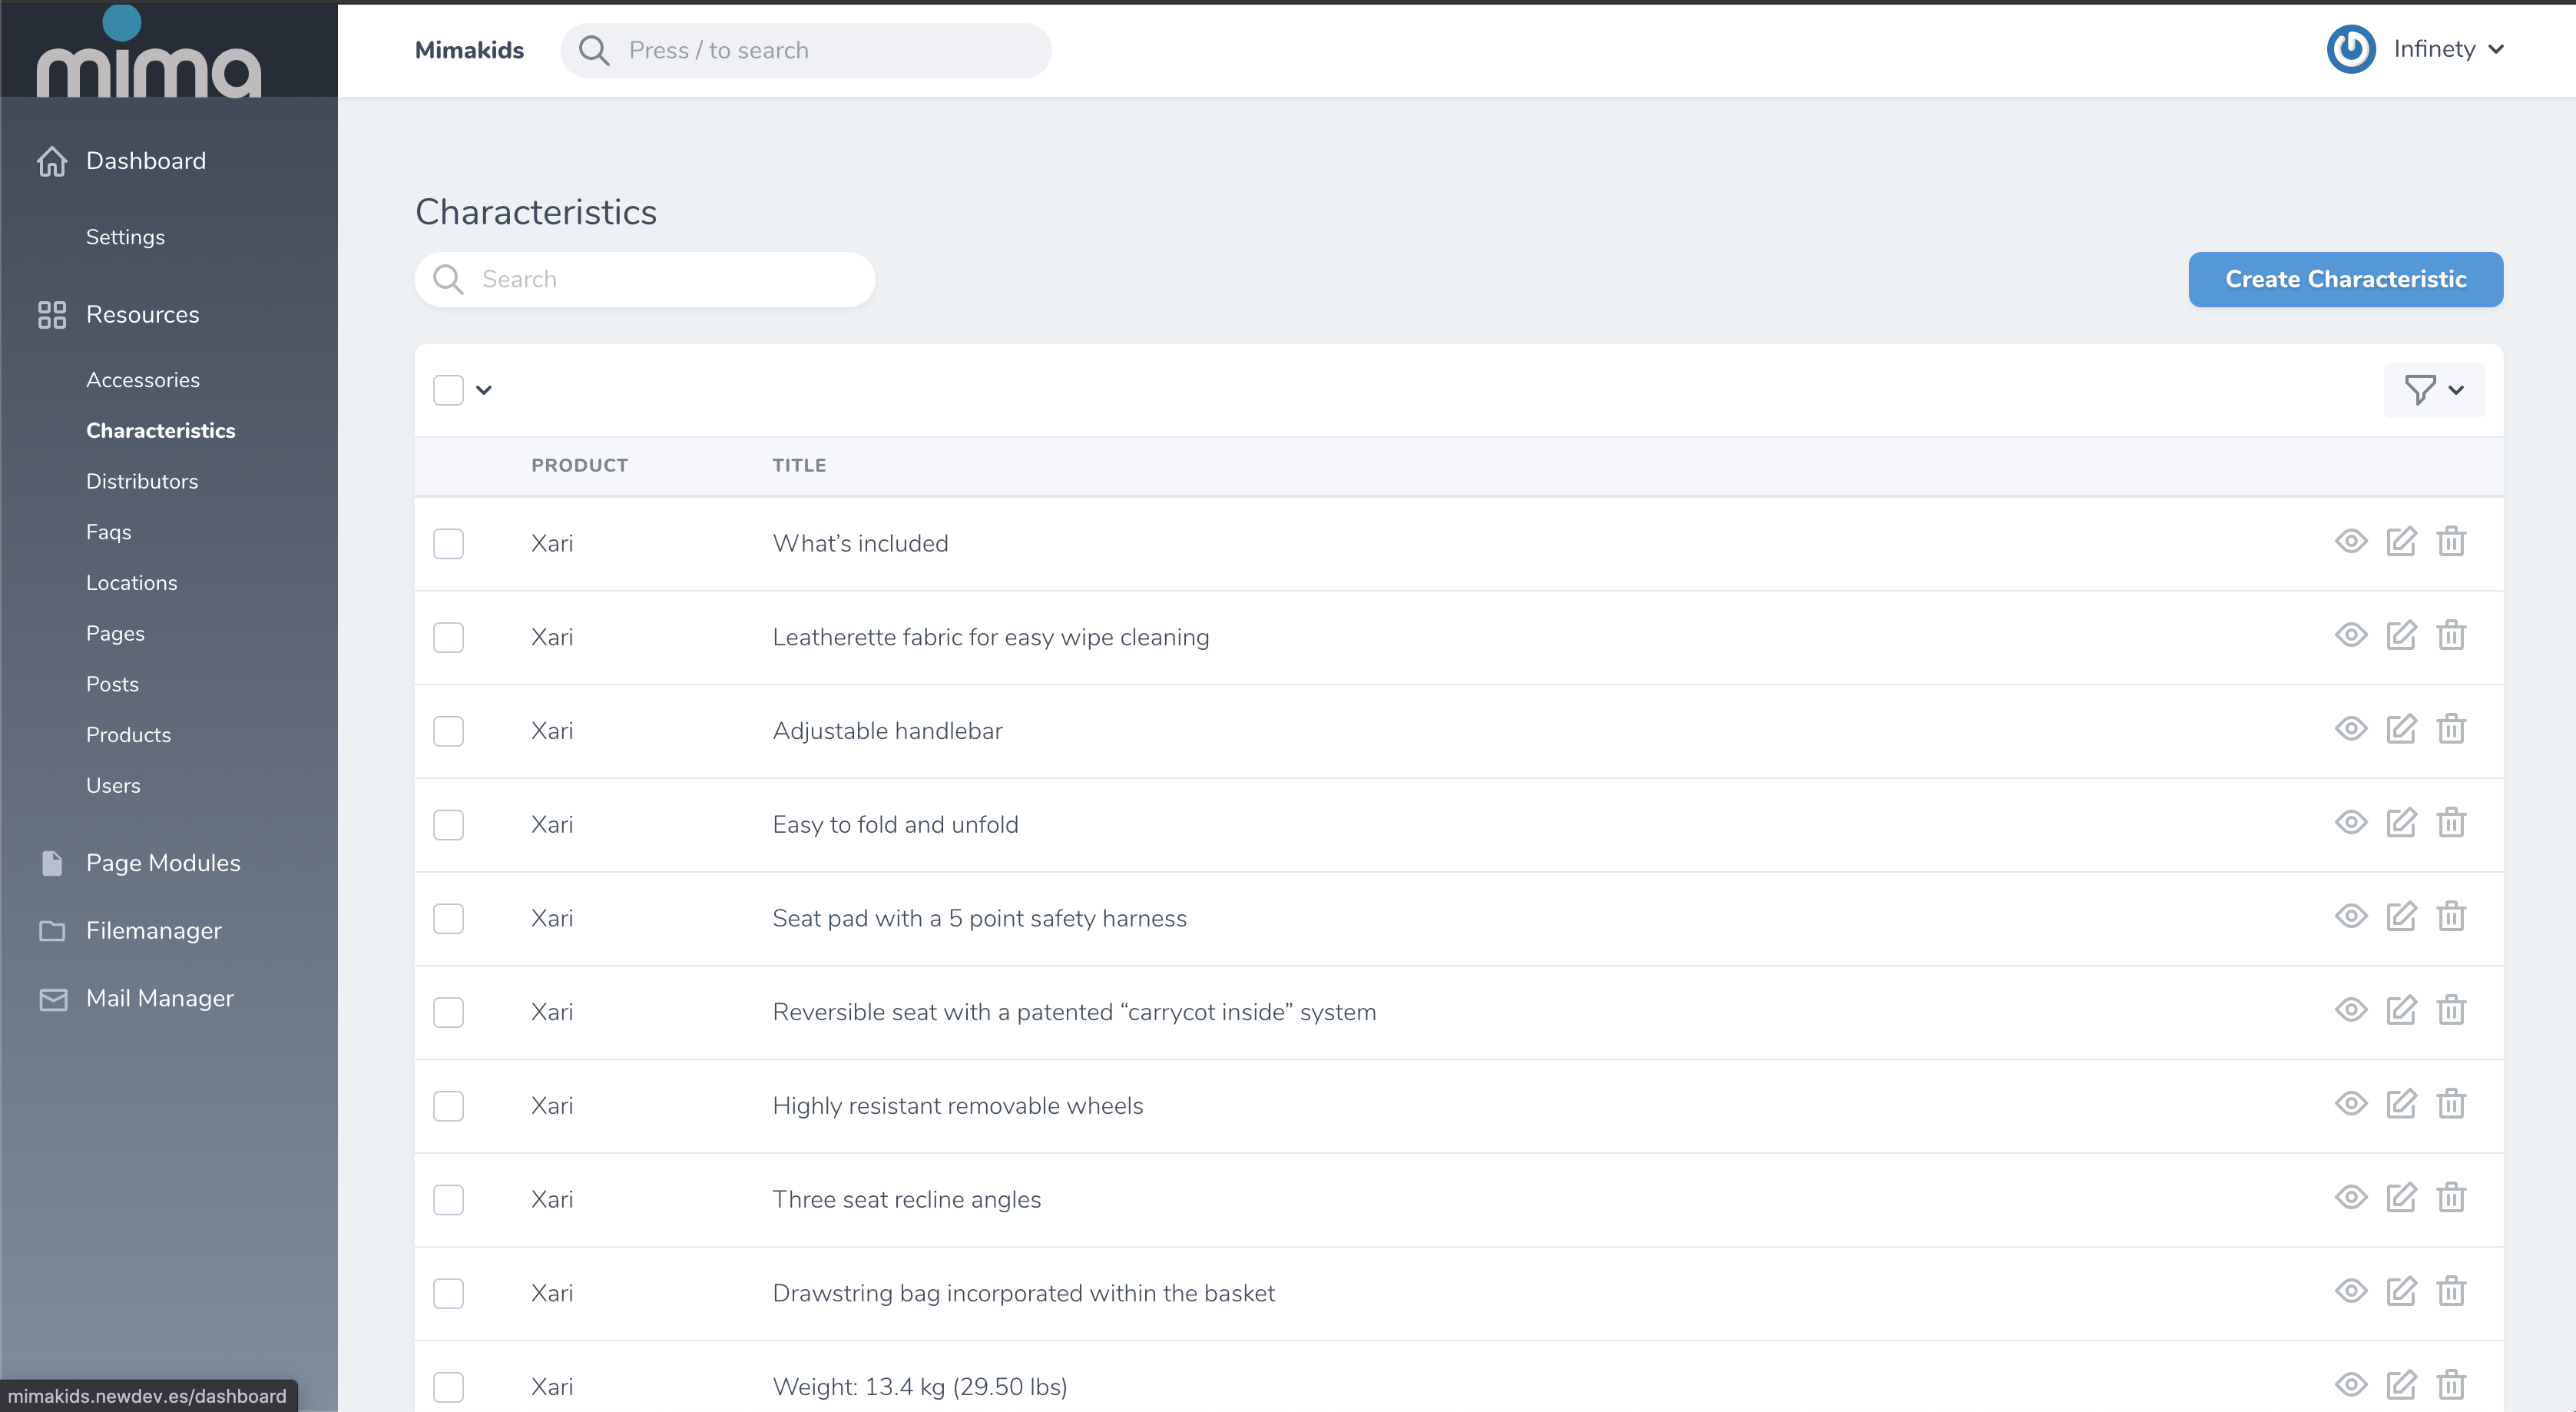 mima
Mimakids
Press / to search
Infinety
Dashboard
Settings
Resources
Accessories
Characteristics
Distributors
Faqs
Locations
Pages
Posts
Products
Users
Page Modules
Filemanager
Mail Manager
Characteristics
Search
Create Characteristic
PRODUCT TITLE
Xari What’s included
Xari Leatherette fabric for easy wipe cleaning
Xari Adjustable handlebar
Xari Easy to fold and unfold
Xari Seat pad with a 5 point safety harness
Xari Reversible seat with a patented “carrycot inside” system
Xari Highly resistant removable wheels
Xari Three seat recline angles
Xari Drawstring bag incorporated within the basket
Xari Weight: 13.4 kg (29.50 lbs)
mimakids.newdev.es/dashboard